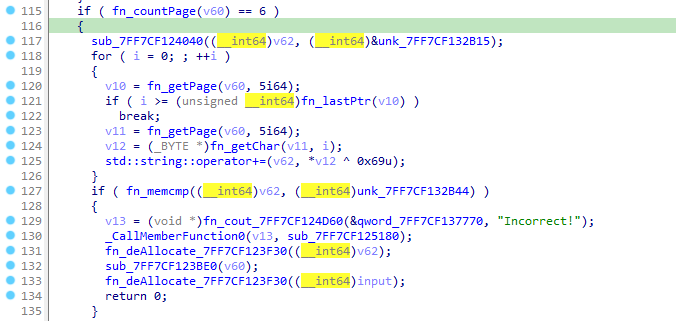 115 if ( fn_countPage(v60) == 6 )
116 {
117 sub_7FF7CF124040((__int64)v62, (__int64)&unk_7FF7CF132B15);
118 for ( i = 0; ; ++i )
119 {
120 v10 = fn_getPage(v60, 5i64);
121 if ( i >= (unsigned __int64)fn_lastPtr(v10) )
122 break;
123 v11 = fn_getPage(v60, 5i64);
124 v12 = (_BYTE *)fn_getChar(v11, i);
125 std::string::operator+=(v62, *v12 ^ 0x69u);
126 }
127 if ( fn_memcmp((__int64)v62, (__int64)unk_7FF7CF132B44) )
128 {
129 v13 = (void *)fn_cout_7FF7CF124D60(&qword_7FF7CF137770, "Incorrect!");
130 _CallMemberFunction0(v13, sub_7FF7CF125180);
131 fn_deAllocate_7FF7CF123F30((__int64)v62);
132 sub_7FF7CF123BE0(v60);
133 fn_deAllocate_7FF7CF123F30((__int64)input);
134 return 0;
135 }